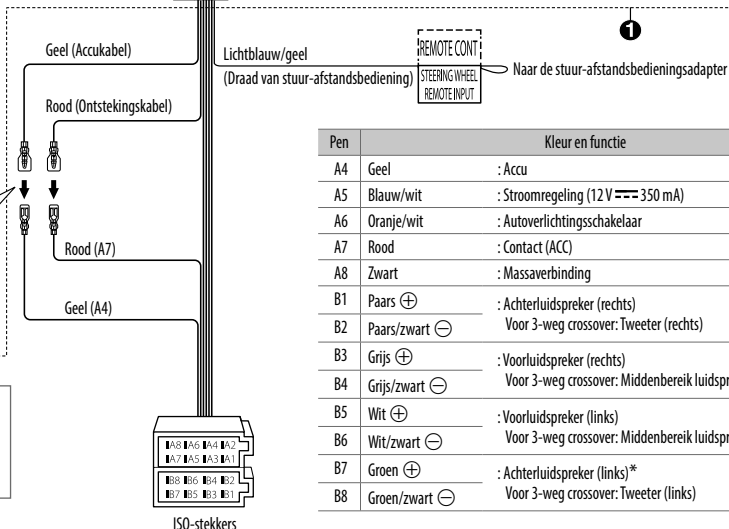 ❶
Geel (Accukabel)
Lichtblauw/geel
(Draad van stuur-afstandsbediening)
REMOTE CONT
STEERING WHEEL
REMOTE INPUT
Naar de stuur-afstandsbedieningsadapter
Rood (Ontstekingskabel)
Rood (A7)
Geel (A4)
Pen Kleur en functie
A4 Geel : Accu
A5 Blauw/wit : Stroomregeling (12 V ⎓ 350 mA)
A6 Oranje/wit : Autoverlichtingsschakelaar
A7 Rood : Contact (ACC)
A8 Zwart : Massaverbinding
B1 Paars ⊕ : Achterluidspreker (rechts)
B2 Paars/zwart ⊖ Voor 3-weg crossover: Tweeter (rechts)
B3 Grijs ⊕ : Voorluidspreker (rechts)
B4 Grijs/zwart ⊖ Voor 3-weg crossover: Middenbereik luidspr
B5 Wit ⊕ : Voorluidspreker (links)
B6 Wit/zwart ⊖ Voor 3-weg crossover: Middenbereik luidspr
B7 Groen ⊕ : Achterluidspreker (links)*
B8 Groen/zwart ⊖ Voor 3-weg crossover: Tweeter (links)
A8 A6 A4 A2
A7 A5 A3 A1
B8 B6 B4 B2
B7 B5 B3 B1
ISO-stekkers